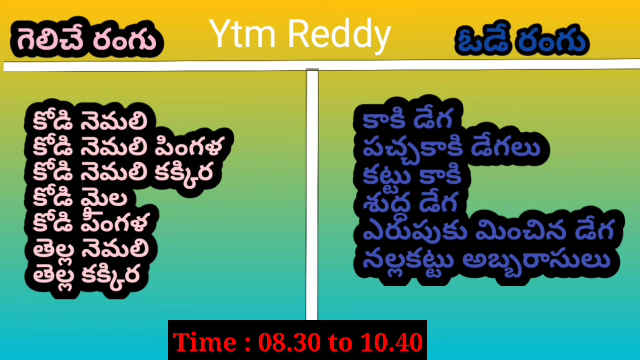 గెలిచే రంగు
Ytm Reddy
ఓడే రంగు
కోడి నెమలి
కోడి నెమలి పింగళ
కోడి నెమలి కక్కిర
కోడి మైల
కోడి పింగళ
తెల్ల నెమలి
తెల్ల కక్కిర
కాకి డేగ
పచ్చకాకి డేగలు
కట్టు కాకి
శుద్ధ డేగ
ఎరుపుకు మించిన డేగ
నల్లకట్టు అబ్బరాసులు
Time : 08.30 to 10.40